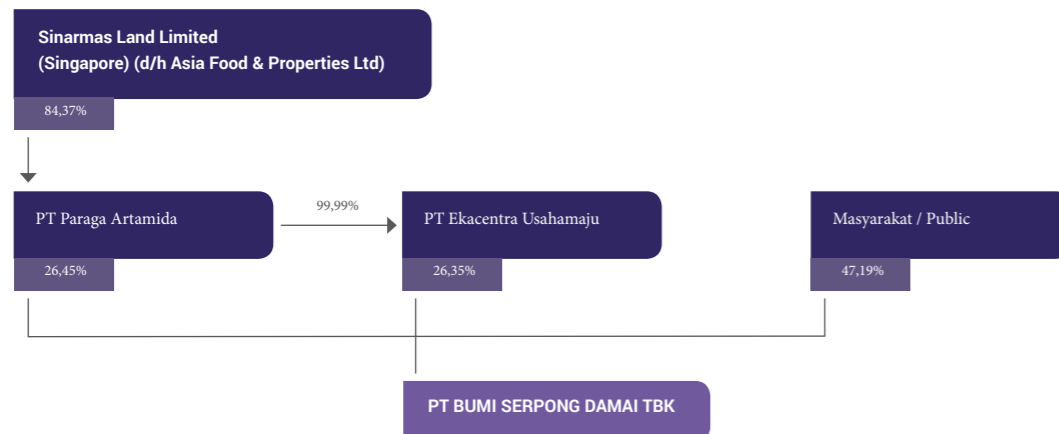 Sinarmas Land Limited
(Singapore) (d/h Asia Food & Properties Ltd)
84,37%
PT Paraga Artamida
99,99%
PT Ekacentra Usahamaju
Masyarakat / Public
26,45%
26,35%
47,19%
PT BUMI SERPONG DAMAI TBK